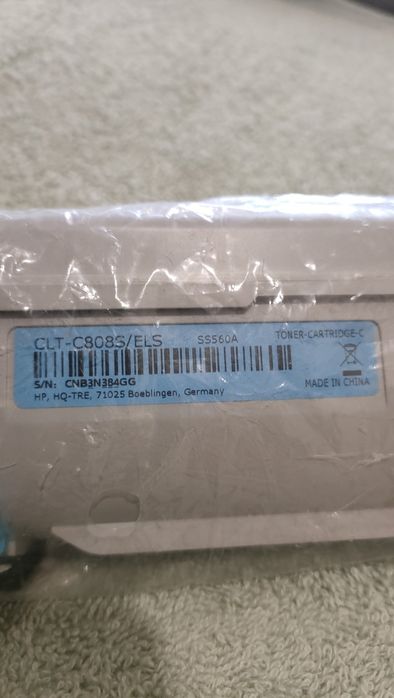 CLT-C808S/ELS SS560A TONER-CARTRIDGE-C
S/N: CNB3N3B4GG
MADE IN CHINA
HP, HQ-TRE, 71025 Boeblingen, Germany